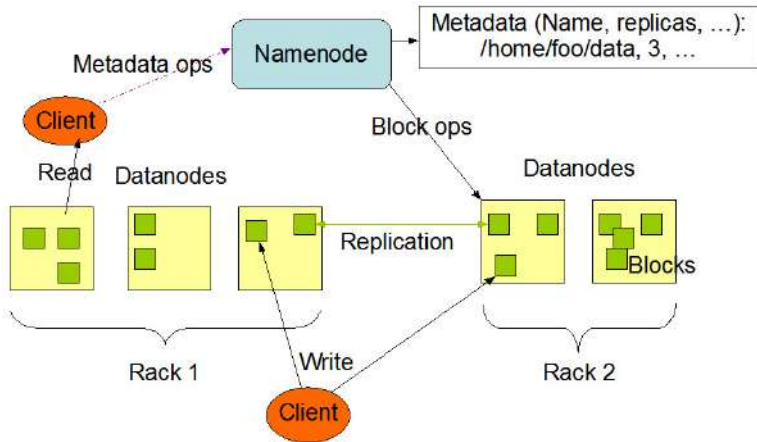 Metadata (Name, replicas, …):
/home/foo/data, 3, …
Namenode
Metadata ops
Client
Block ops
Read
Datanodes
Datanodes
Replication
Blocks
Rack 1
Write
Rack 2
Client